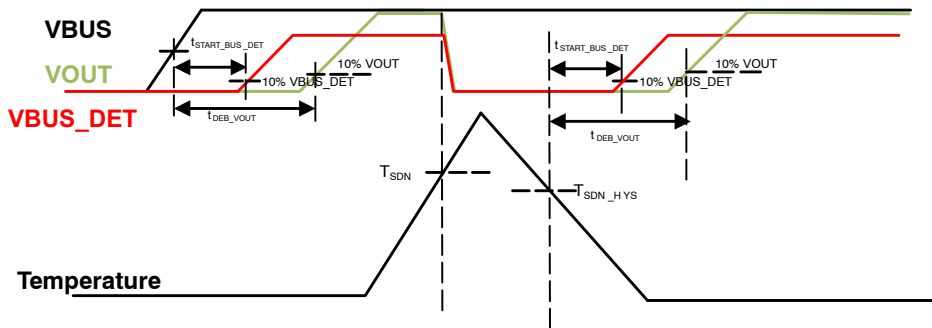 VBUS
tSTART_BUS_DET
tSTART_BUS_DET
VOUT
10% VOUT
10% VOUT
10% VBUS_DET
10% VBUS_DET
VBUS_DET
tDEB_VOUT
tDEB_VOUT
TSDN
TSDN_HYS
Temperature